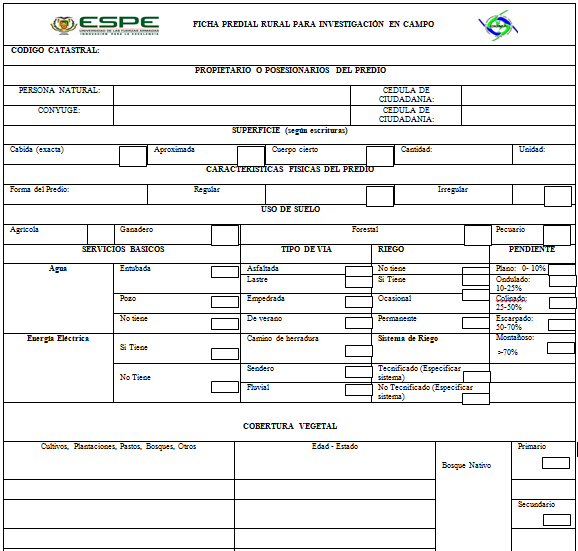 ESPE
UNIVERSIDAD DE LAS FUERZAS ARMADAS
INNOVACIÓN PARA LA EXCELENCIA
FICHA PREDIAL RURAL PARA INVESTIGACIÓN EN CAMPO
CODIGO CATASTRAL:
PROPIETARIO O POSESIONARIOS DEL PREDIO
PERSONA NATURAL:
CEDULA DE
CIUDADANIA:
CONYUGE:
CEDULA DE
CIUDADANIA:
SUPERFICIE (según escrituras)
Cabida (exacta)
Aproximada
Cuerpo cierto
Cantidad:
Unidad:
CARACTERISTICAS FISICAS DEL PREDIO
Forma del Predio:
Regular
Irregular
USO DE SUELO
Agrícola
Ganadero
Forestal
Pecuario
SERVICIOS BASICOS
TIPO DE VIA
RIEGO
PENDIENTE
Agua
Entubada
Asfaltada
No tiene
Plano: 0- 10%
Lastre
Si Tiene
Ondulado:
10-25%
Pozo
Empedrada
Ocasional
Colinado:
25-50%
No tiene
De verano
Permanente
Escarpado:
50-70%
Energía Eléctrica
Si Tiene
Camino de herradura
Sistema de Riego
Montañoso:
>70%
No Tiene
Sendero
Tecnificado (Especificar
sistema)
Fluvial
No Tecnificado (Especificar
sistema)
COBERTURA VEGETAL
Cultivos, Plantaciones, Pastos, Bosques, Otros
Edad - Estado
Bosque Nativo
Primario
Secundario